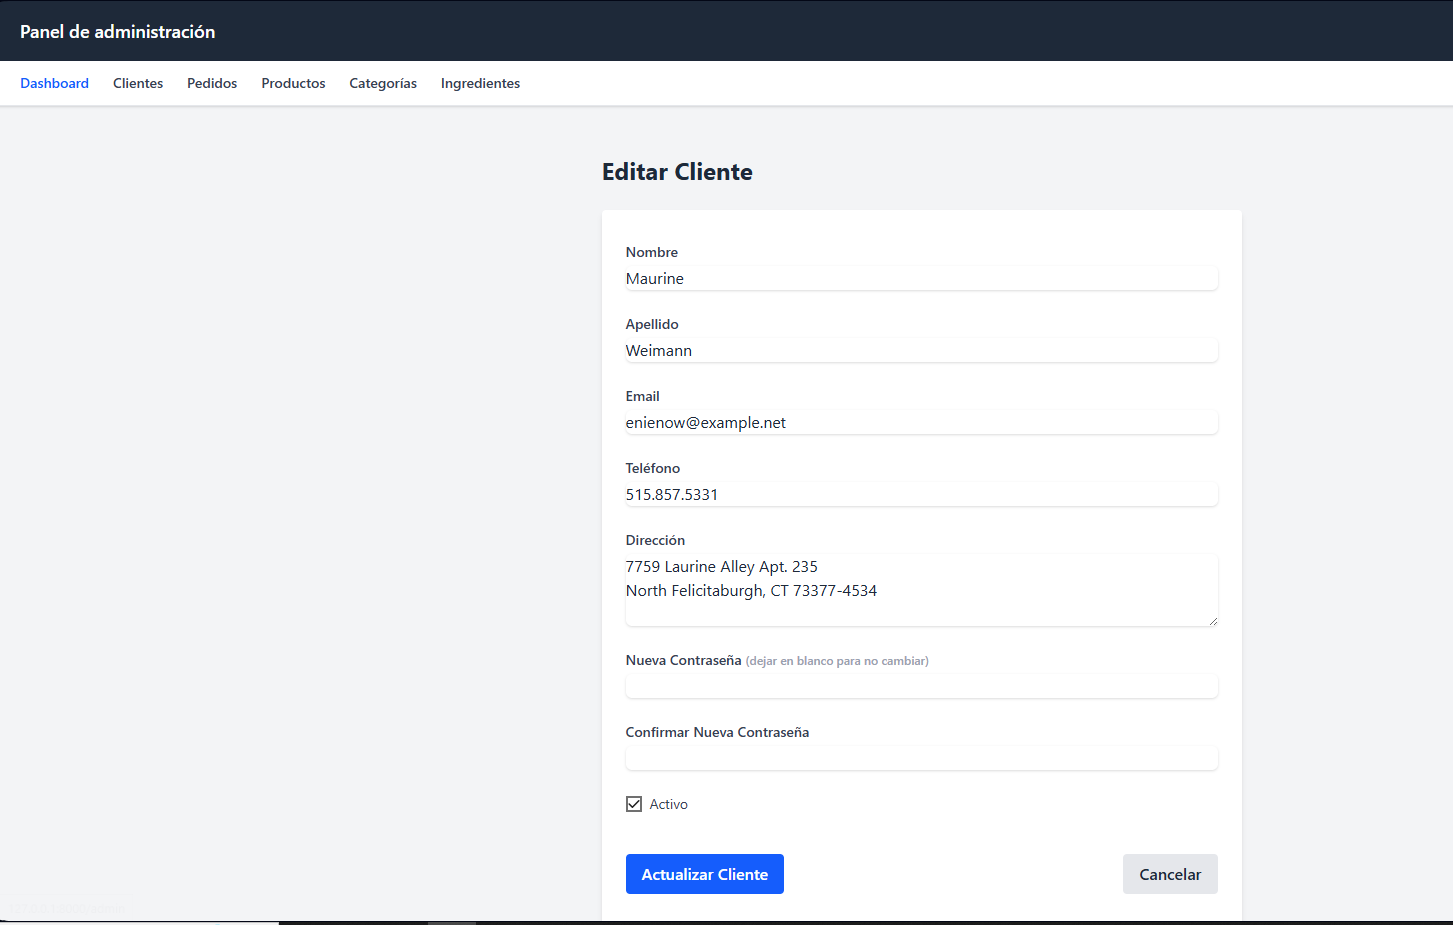 Panel de administración
Dashboard Clientes Pedidos Productos Categorías Ingredientes
Editar Cliente
Nombre
Maurine
Apellido
Weimann
Email
enienow@example.net
Teléfono
515.857.5331
Dirección
7759 Laurine Alley Apt. 235
North Felicitaburgh, CT 73377-4534
Nueva Contraseña (dejar en blanco para no cambiar)
Confirmar Nueva Contraseña
Activo
Actualizar Cliente Cancelar